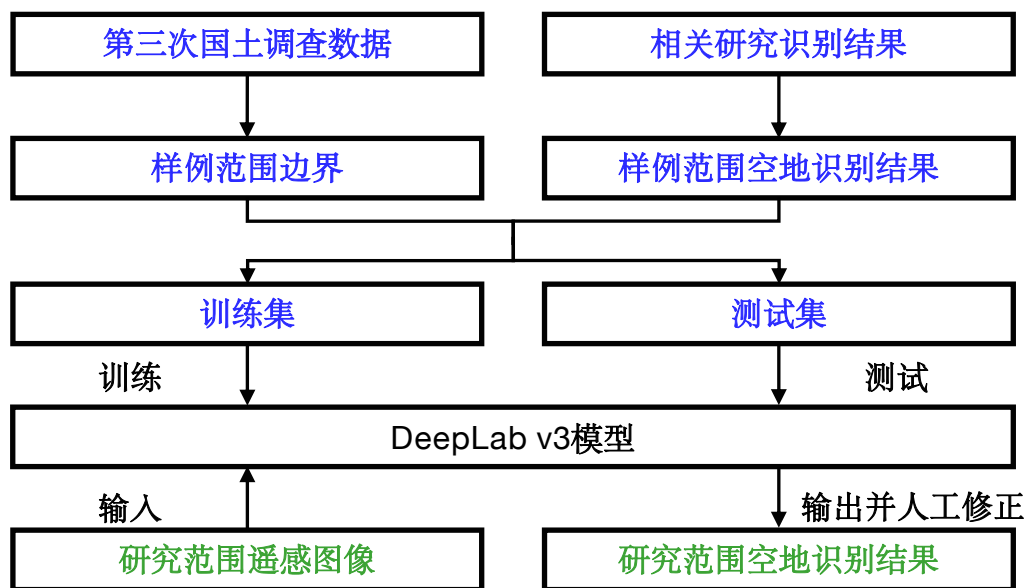 第三次国土调查数据
相关研究识别结果
样例范围边界
样例范围空地识别结果
训练集
测试集
训练
测试
DeepLab v3模型
输入
输出并人工修正
研究范围遥感图像
研究范围空地识别结果